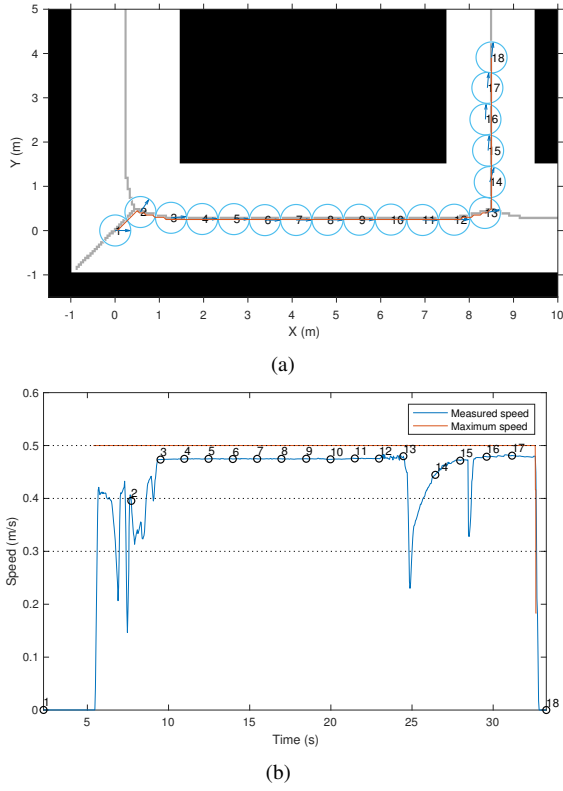 5
4
3
2
1
0
-1
Y (m)
18
17
16
15
14
13
1 2 3 4 5 6 7 8 9 10 11 12
-1 0 1 2 3 4 5 6 7 8 9 10
X (m)
(a)
0.6
0.5
0.4
0.3
0.2
0.1
0
Speed (m/s)
Measured speed
Maximum speed
1 2 3 4 5 6 7 8 9 10 11 12 13 14 15 16 17 18
5 10 15 20 25 30
Time (s)
(b)